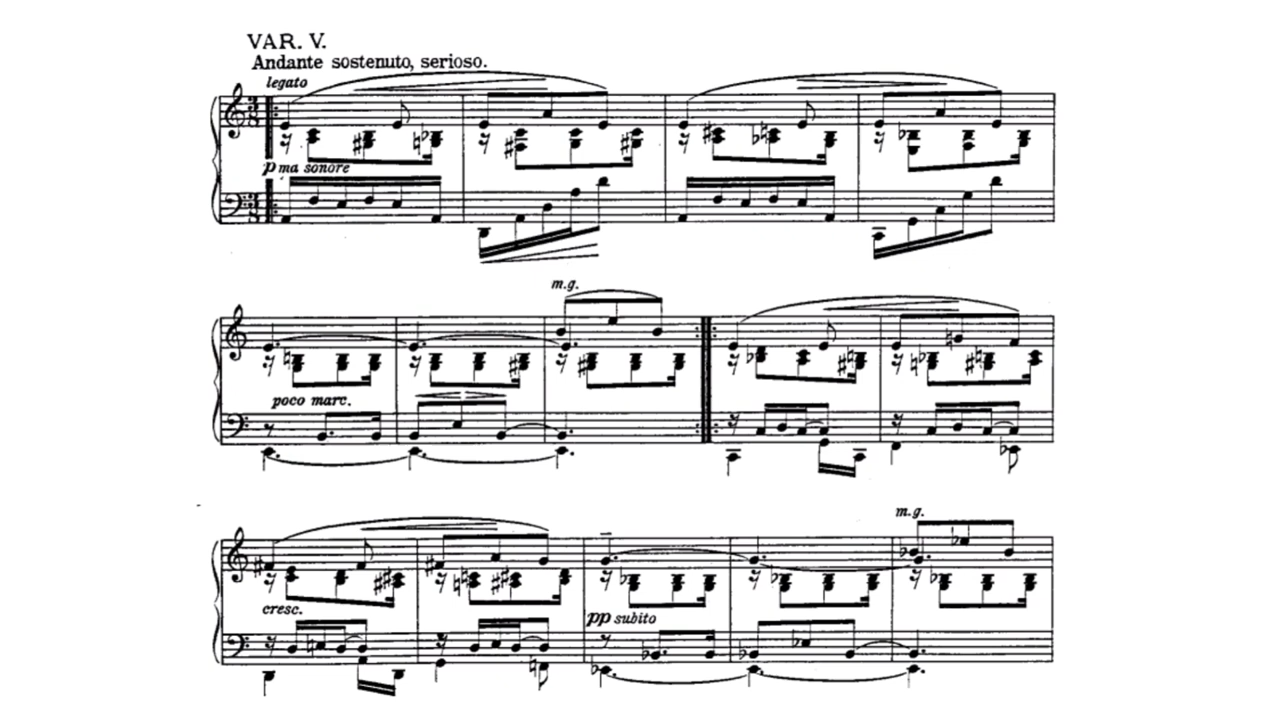 VAR. V.
Andante sostenuto, serioso.
legato
p ma sonore
m.g.
poco marc.
m.g.
cresc.
pp subito